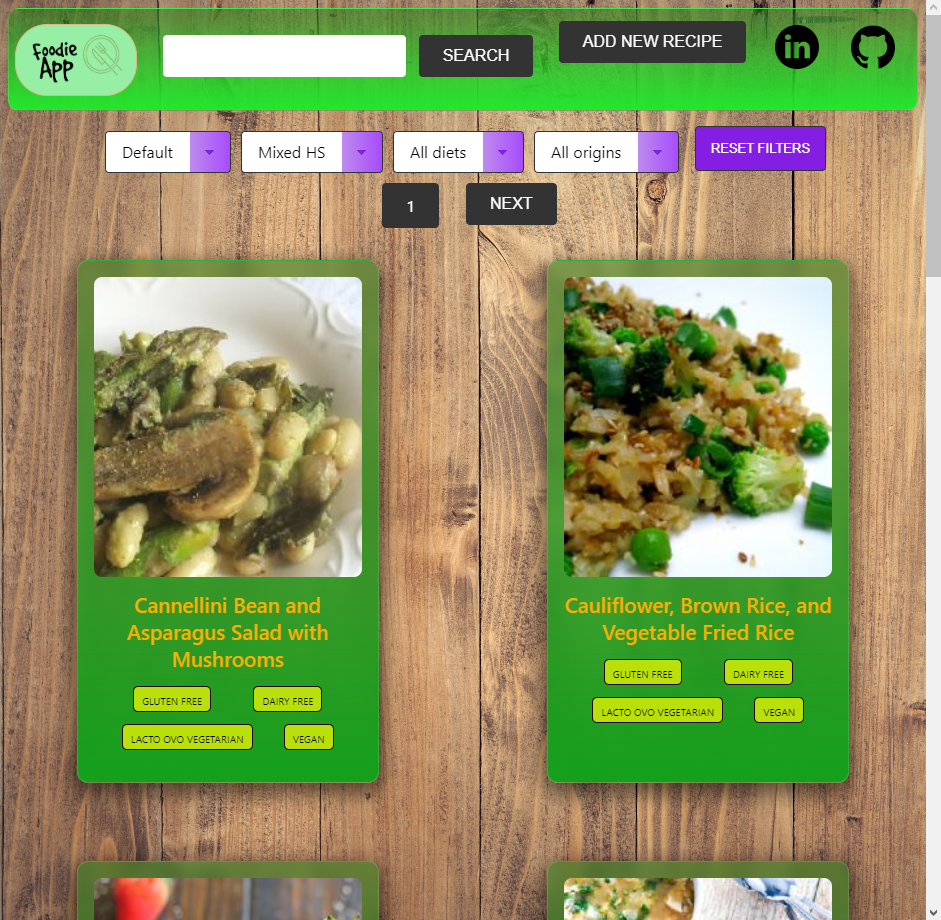 Foodie
App
SEARCH
ADD NEW RECIPE
in
Default
Mixed HS
All diets
All origins
RESET FILTERS
1
NEXT
Cannellini Bean and
Asparagus Salad with
Mushrooms
GLUTEN FREE
DAIRY FREE
LACTO OVO VEGETARIAN
VEGAN
Cauliflower, Brown Rice, and
Vegetable Fried Rice
GLUTEN FREE
DAIRY FREE
LACTO OVO VEGETARIAN
VEGAN